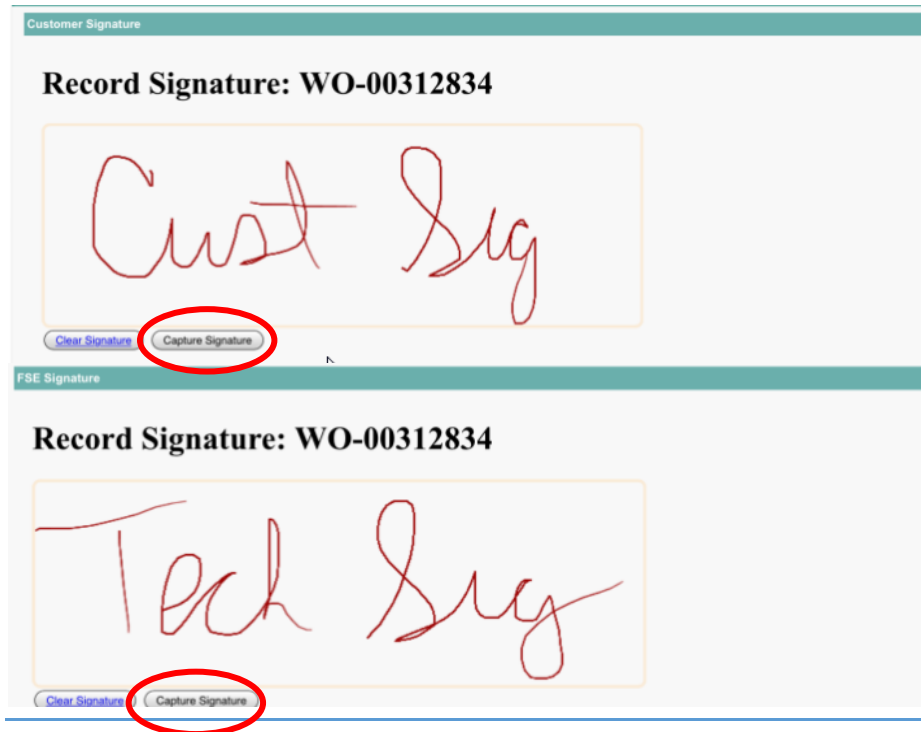 Customer Signature
Record Signature: WO-00312834
Cust Sig
Clear Signature Capture Signature
FSE Signature
Record Signature: WO-00312834
Tech Sig
Clear Signature Capture Signature